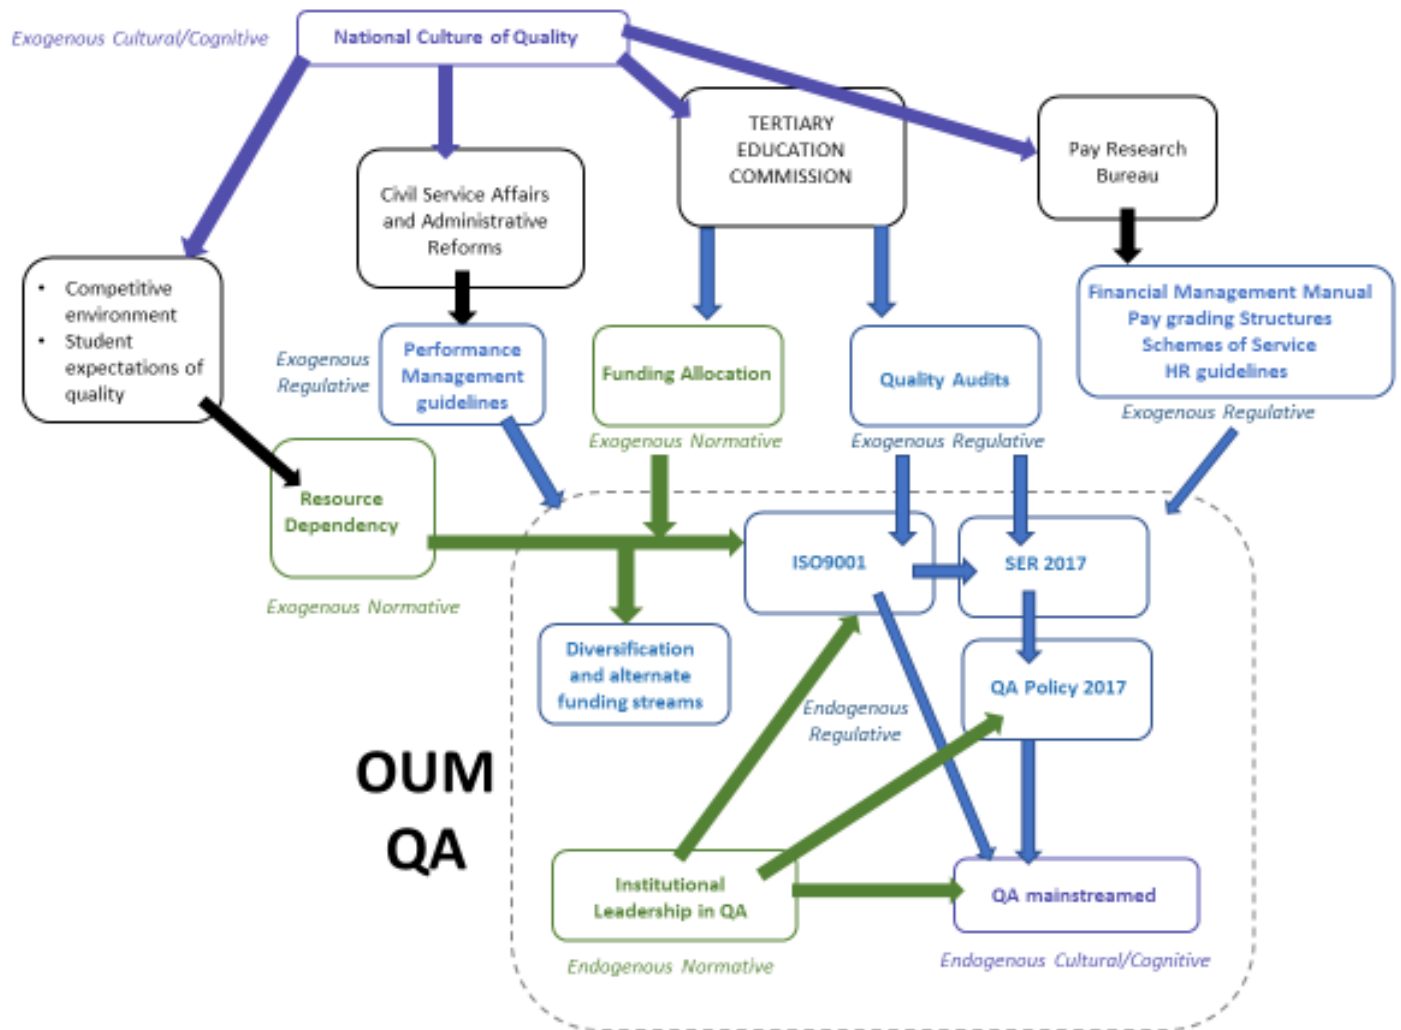 Exogenous Cultural/Cognitive
National Culture of Quality
TERTIARY
EDUCATION
COMMISSION
Pay Research
Bureau
Civil Service Affairs
and Administrative
Reforms
• Competitive
environment
• Student
expectations of
quality
Exogenous
Regulative
Performance
Management
guidelines
Funding Allocation
Exogenous Normative
Quality Audits
Exogenous Regulative
Financial Management Manual
Pay grading Structures
Schemes of Service
HR guidelines
Exogenous Regulative
Resource
Dependency
Exogenous Normative
ISO9001
SER 2017
Diversification
and alternate
funding streams
QA Policy 2017
Endogenous
Regulative
OUM
QA
Institutional
Leadership in QA
Endogenous Normative
QA mainstreamed
Endogenous Cultural/Cognitive